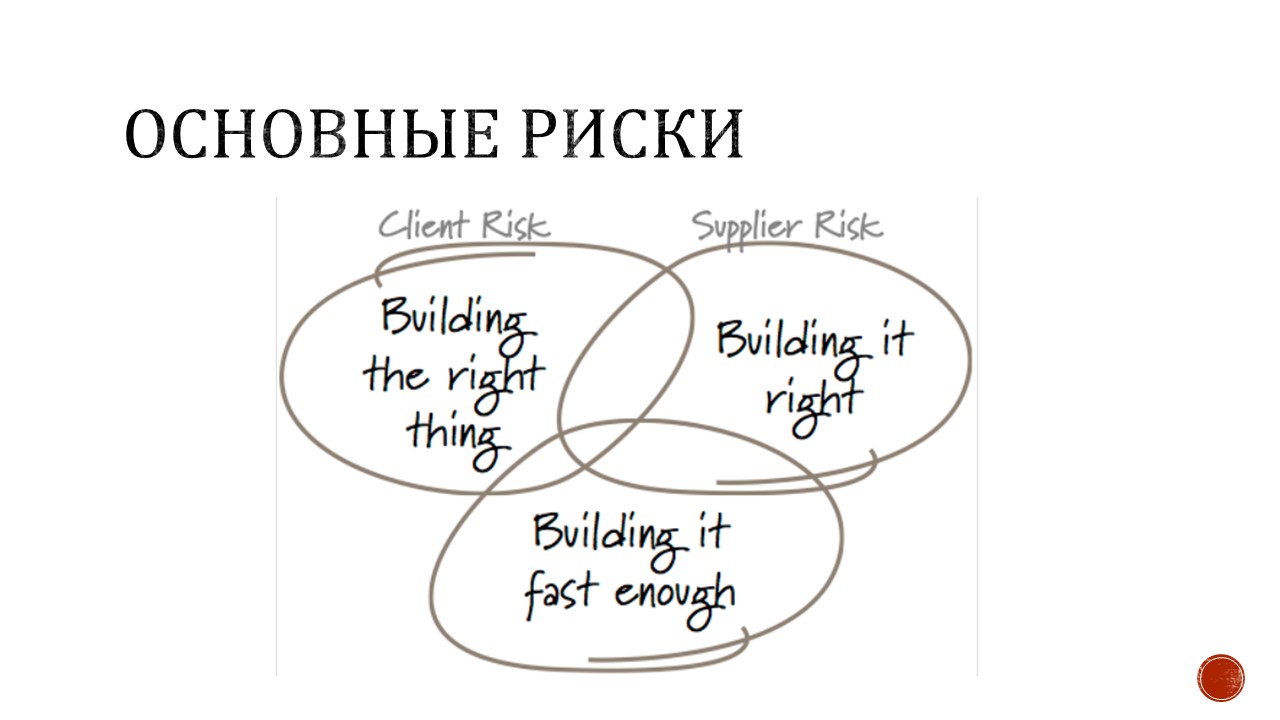 ОСНОВНЫЕ РИСКИ
Client Risk
Supplier Risk
Building
the right
thing
Building it
right
Building it
fast enough